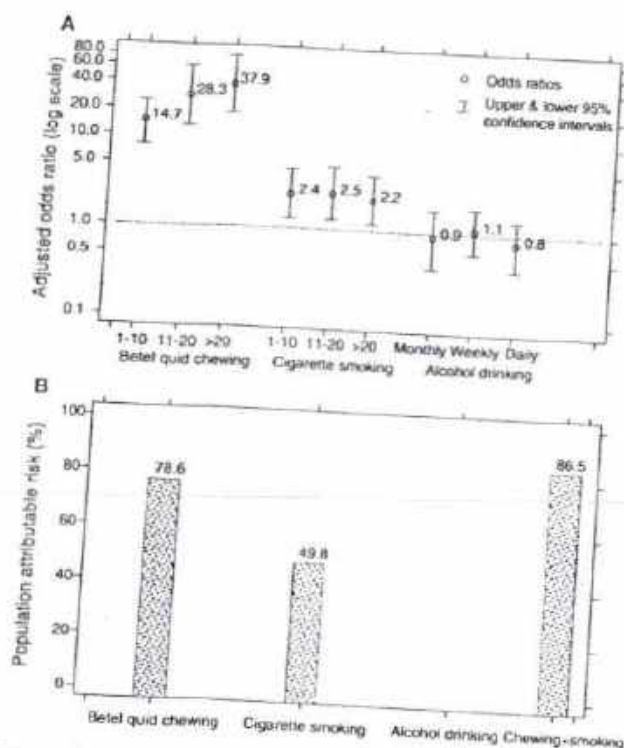 A
Adjusted odds ratio (log scale)
80.0
40.0
20.0
10.0
5.0
1.0
0.5
0.1
14.7
28.3
37.9
2.4
2.5
2.2
0.9
1.1
0.8
Odds ratios
Upper & lower 95%
confidence intervals
1-10 11-20 >20
Betel quid chewing
1-10 11-20 >20
Cigarette smoking
Monthly Weekly Daily
Alcohol drinking
B
Population attributable risk (%)
100
80
60
40
20
0
78.6
49.8
86.5
Betel quid chewing
Cigarette smoking
Alcohol drinking
Chewing+smoking